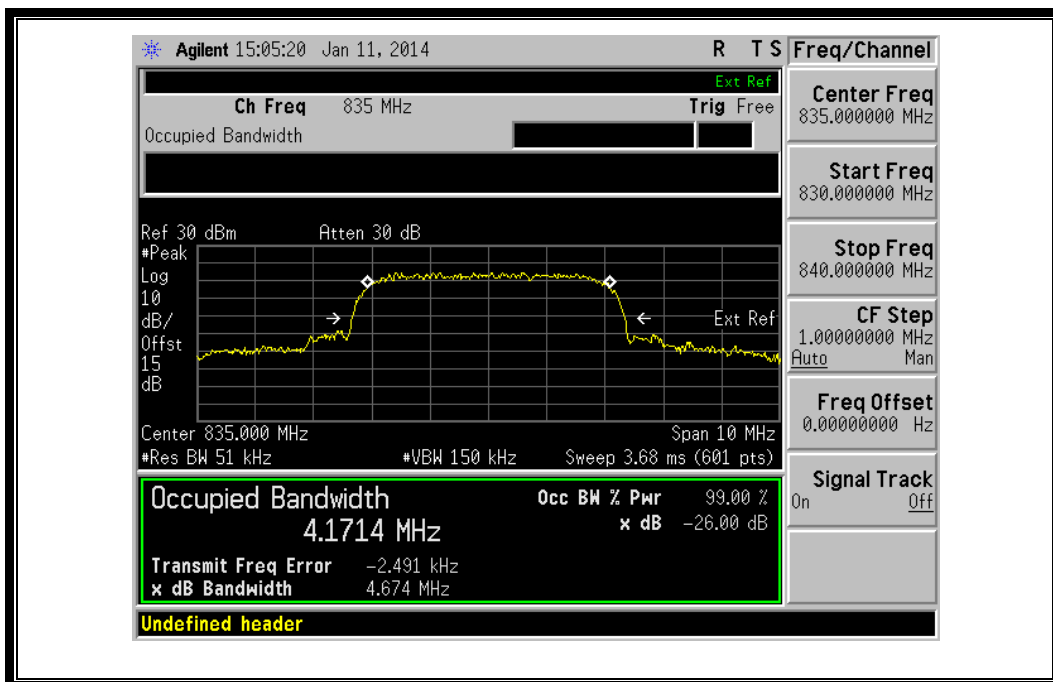 Agilent 15:05:20 Jan 11, 2014 R T S
Freq/Channel
Ext Ref
Ch Freq 835 MHz Trig Free
Occupied Bandwidth
Center Freq
835.000000 MHz
Start Freq
830.000000 MHz
Stop Freq
840.000000 MHz
CF Step
1.00000000 MHz
Auto Man
Freq Offset
0.00000000 Hz
Signal Track
On Off
Ref 30 dBm Atten 30 dB
#Peak
Log
10
dB/
Offst
15
dB
Ext Ref
Center 835.000 MHz Span 10 MHz
#Res BW 51 kHz #VBW 150 kHz Sweep 3.68 ms (601 pts)
Occupied Bandwidth Occ BW % Pwr 99.00 %
4.1714 MHz x dB -26.00 dB
Transmit Freq Error -2.491 kHz
x dB Bandwidth 4.674 MHz
Undefined header